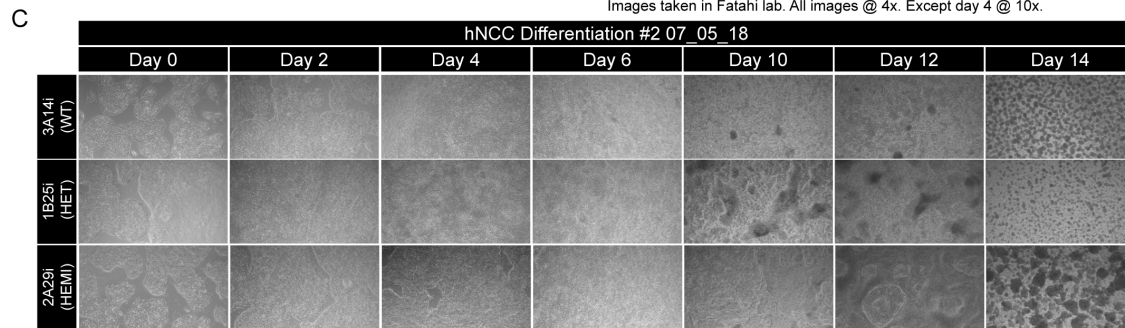 C
Images taken in Fatahi lab. All images @ 4x. Except day 4 @ 10x.
hNCC Differentiation #2 07_05_18
Day 0 Day 2 Day 4 Day 6 Day 10 Day 12 Day 14
3A14i
(WT)
1B25i
(HET)
2A29i
(HEMI)